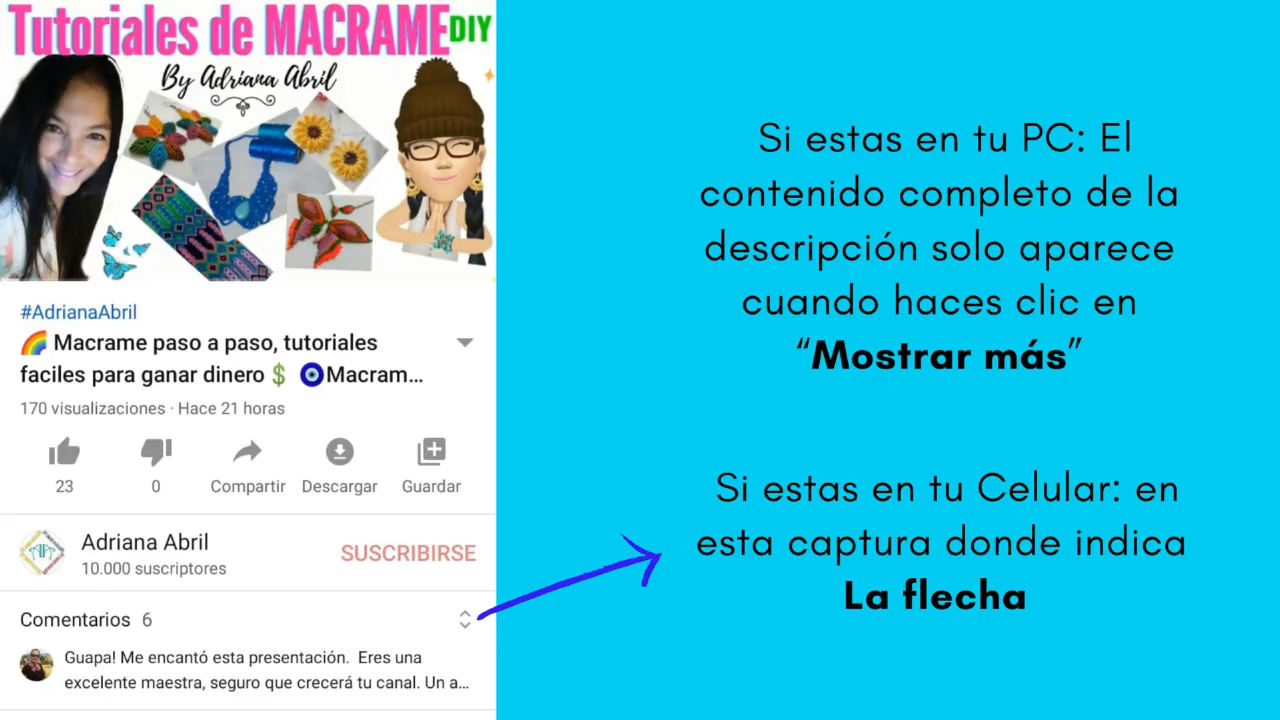 Tutoriales de MACRAME DIY
By Adriana Abril
#AdrianaAbril
🌈 Macrame paso a paso, tutoriales
faciles para ganar dinero💲 🧿Macram...
170 visualizaciones · Hace 21 horas
23
0
Compartir
Descargar
Guardar
Adriana Abril
10.000 suscriptores
SUSCRIBIRSE
Comentarios 6
Guapa! Me encantó esta presentación. Eres una
excelente maestra, seguro que crecerá tu canal. Un a...
Si estas en tu PC: El
contenido completo de la
descripción solo aparece
cuando haces clic en
“Mostrar más”
Si estas en tu Celular: en
esta captura donde indica
La flecha